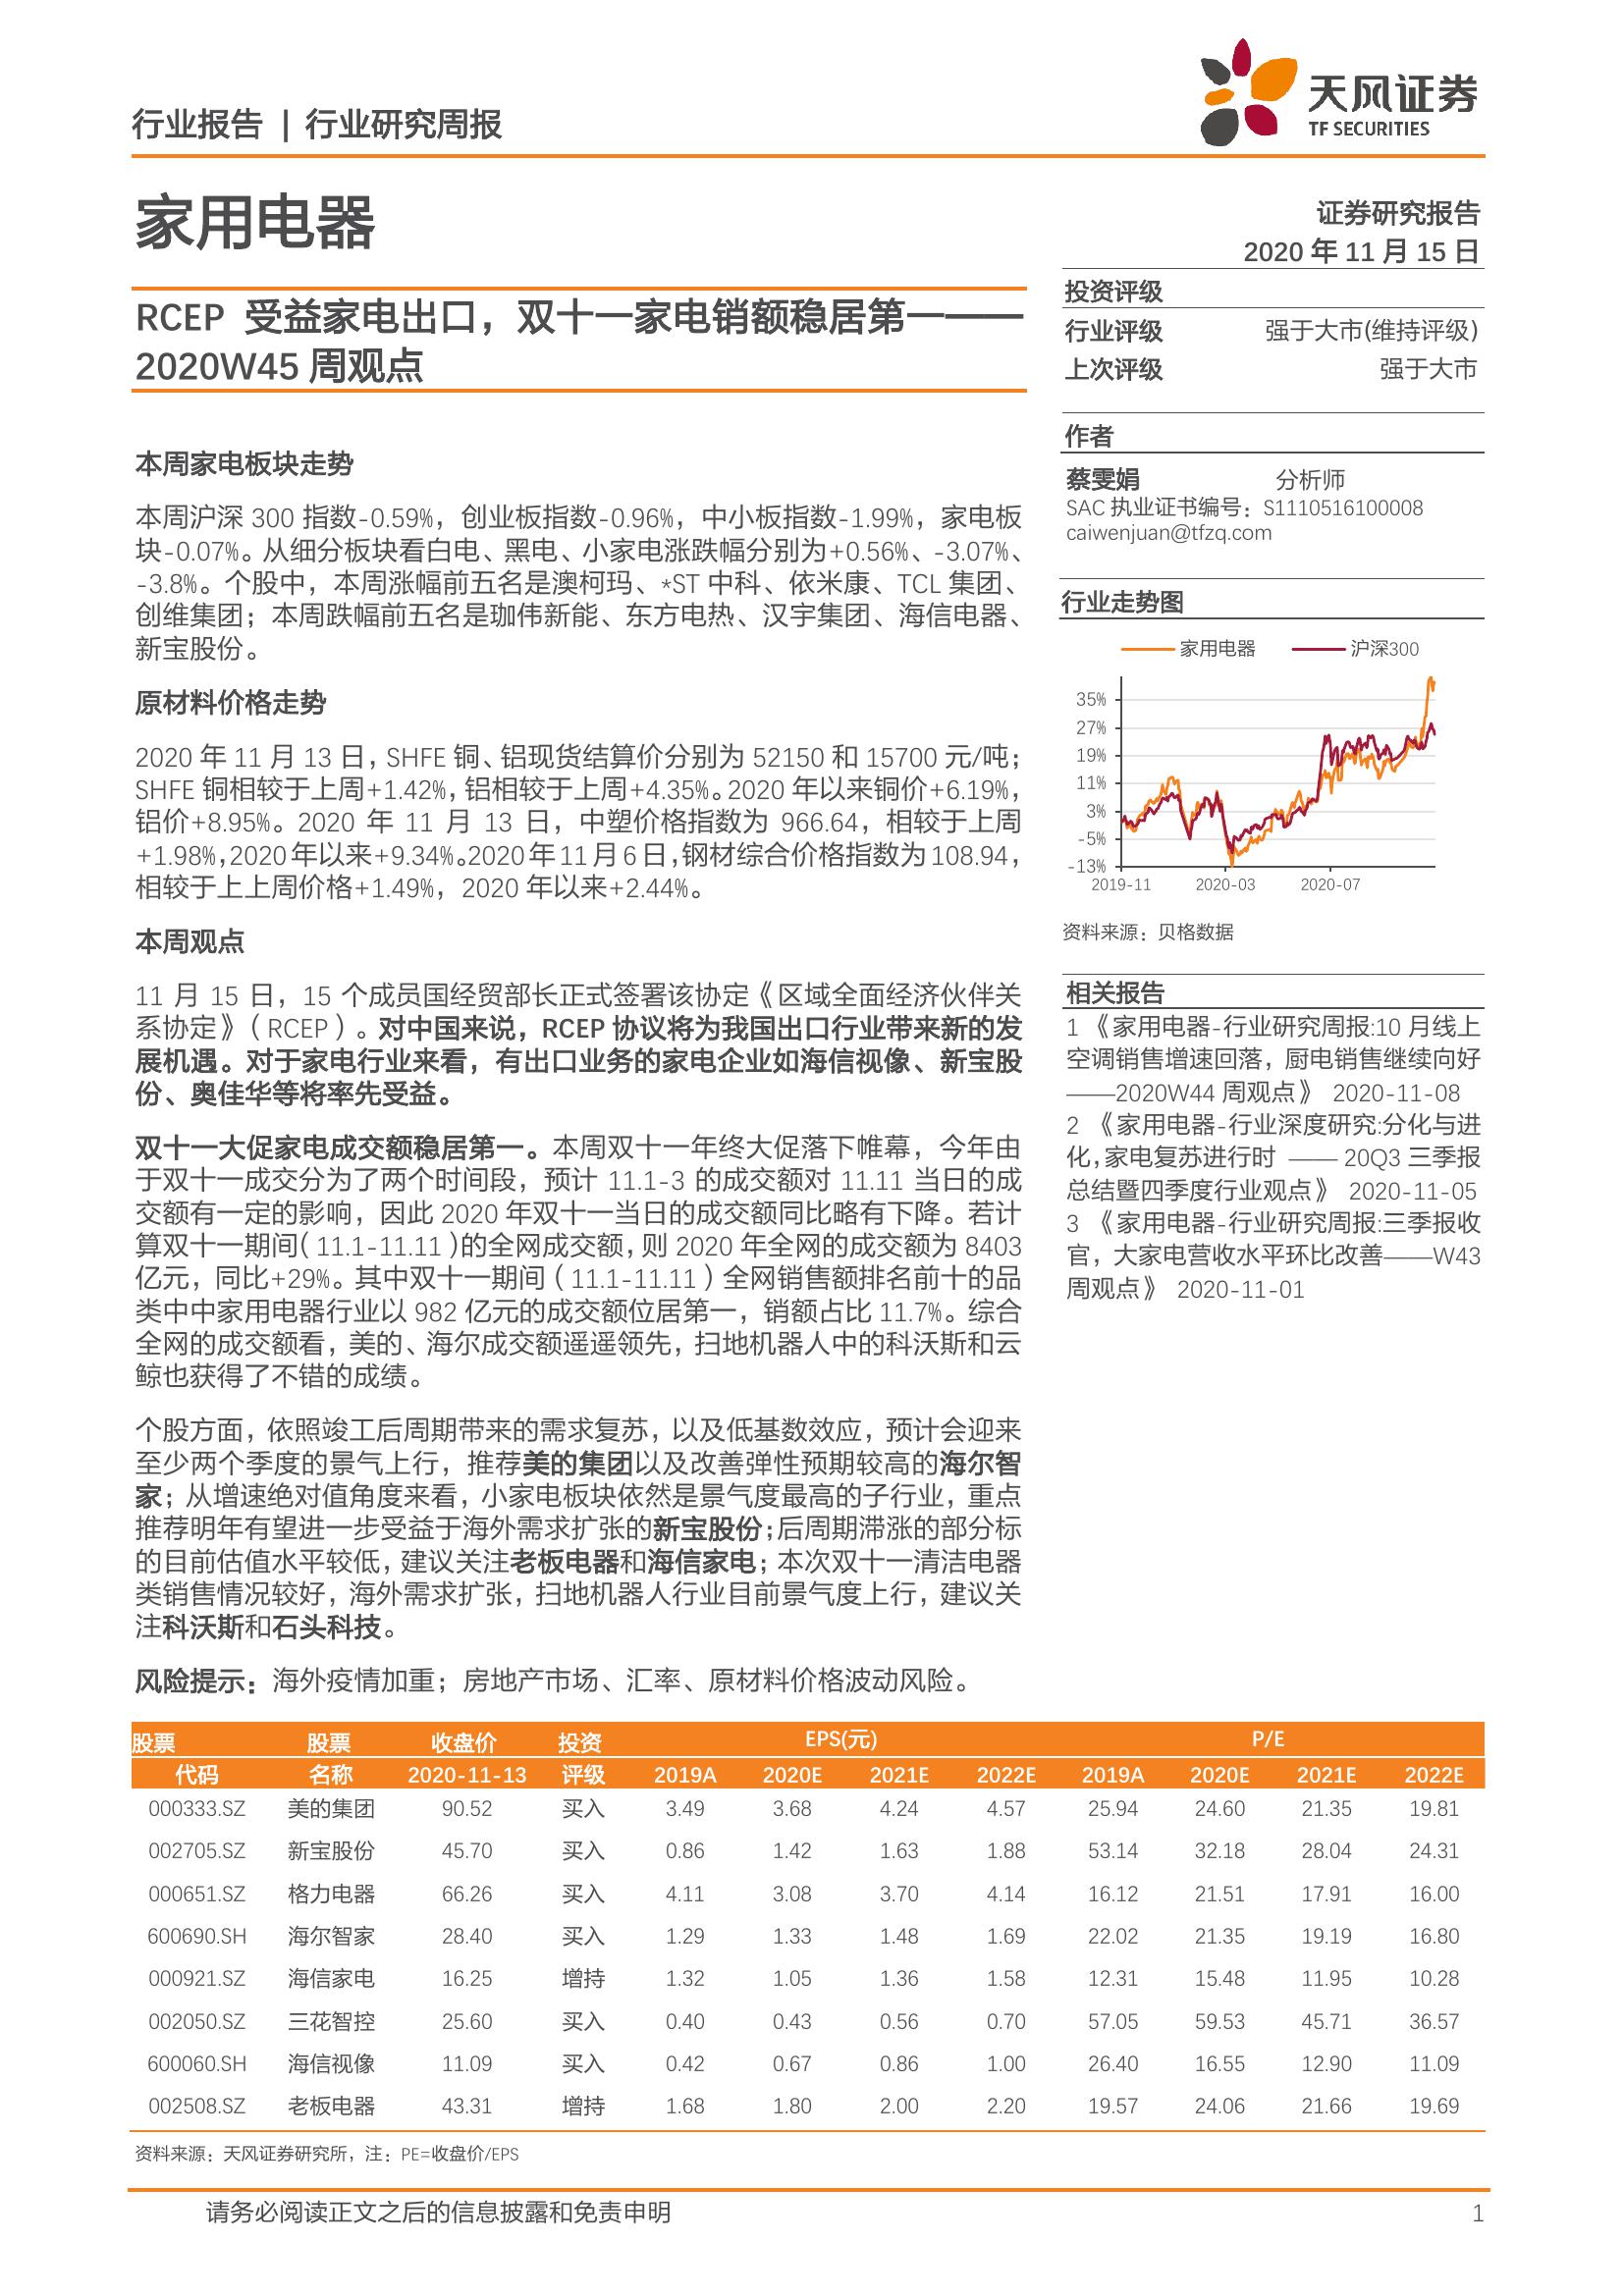 行业报告 | 行业研究周报
天风证券
TF SECURITIES
家用电器
证券研究报告
2020 年 11 月 15 日
RCEP 受益家电出口，双十一家电销额稳居第一——
2020W45 周观点
投资评级
行业评级 强于大市(维持评级)
上次评级 强于大市
作者
蔡雯娟 分析师
SAC 执业证书编号：S1110516100008
caiwenjuan@tfzq.com
行业走势图
家用电器 沪深300
35%
27%
19%
11%
3%
-5%
-13%
2019-11 2020-03 2020-07
资料来源：贝格数据
相关报告
1 《家用电器-行业研究周报:10 月线上
空调销售增速回落，厨电销售继续向好
——2020W44 周观点》 2020-11-08
2 《家用电器-行业深度研究:分化与进
化,家电复苏进行时 —— 20Q3 三季报
总结暨四季度行业观点》 2020-11-05
3 《家用电器-行业研究周报:三季报收
官，大家电营收水平环比改善——W43
周观点》 2020-11-01
本周家电板块走势
本周沪深 300 指数-0.59%，创业板指数-0.96%，中小板指数-1.99%，家电板
块-0.07%。从细分板块看白电、黑电、小家电涨跌幅分别为+0.56%、-3.07%、
-3.8%。个股中，本周涨幅前五名是澳柯玛、*ST 中科、依米康、TCL 集团、
创维集团；本周跌幅前五名是珈伟新能、东方电热、汉宇集团、海信电器、
新宝股份。
原材料价格走势
2020 年 11 月 13 日，SHFE 铜、铝现货结算价分别为 52150 和 15700 元/吨；
SHFE 铜相较于上周+1.42%，铝相较于上周+4.35%。2020 年以来铜价+6.19%，
铝价+8.95%。2020 年 11 月 13 日，中塑价格指数为 966.64，相较于上周
+1.98%，2020 年以来+9.34%。2020 年 11 月 6 日，钢材综合价格指数为 108.94，
相较于上上周价格+1.49%，2020 年以来+2.44%。
本周观点
11 月 15 日，15 个成员国经贸部长正式签署该协定《区域全面经济伙伴关
系协定》（RCEP）。对中国来说，RCEP 协议将为我国出口行业带来新的发
展机遇。对于家电行业来看，有出口业务的家电企业如海信视像、新宝股
份、奥佳华等将率先受益。
双十一大促家电成交额稳居第一。本周双十一年终大促落下帷幕，今年由
于双十一成交分为了两个时间段，预计 11.1-3 的成交额对 11.11 当日的成
交额有一定的影响，因此 2020 年双十一当日的成交额同比略有下降。若计
算双十一期间（11.1-11.11）的全网成交额，则 2020 年全网的成交额为 8403
亿元，同比+29%。其中双十一期间（11.1-11.11）全网销售额排名前十的品
类中中家用电器行业以 982 亿元的成交额位居第一，销额占比 11.7%。综合
全网的成交额看，美的、海尔成交额遥遥领先，扫地机器人中的科沃斯和云
鲸也获得了不错的成绩。
个股方面，依照竣工后周期带来的需求复苏，以及低基数效应，预计会迎来
至少两个季度的景气上行，推荐美的集团以及改善弹性预期较高的海尔智
家；从增速绝对值角度来看，小家电板块依然是景气度最高的子行业，重点
推荐明年有望进一步受益于海外需求扩张的新宝股份；后周期滞涨的部分标
的目前估值水平较低，建议关注老板电器和海信家电；本次双十一清洁电器
类销售情况较好，海外需求扩张，扫地机器人行业目前景气度上行，建议关
注科沃斯和石头科技。
风险提示：海外疫情加重；房地产市场、汇率、原材料价格波动风险。
股票 股票 收盘价 投资 EPS(元) P/E
代码 名称 2020-11-13 评级 2019A 2020E 2021E 2022E 2019A 2020E 2021E 2022E
000333.SZ 美的集团 90.52 买入 3.49 3.68 4.24 4.57 25.94 24.60 21.35 19.81
002705.SZ 新宝股份 45.70 买入 0.86 1.42 1.63 1.88 53.14 32.18 28.04 24.31
000651.SZ 格力电器 66.26 买入 4.11 3.08 3.70 4.14 16.12 21.51 17.91 16.00
600690.SH 海尔智家 28.40 买入 1.29 1.33 1.48 1.69 22.02 21.35 19.19 16.80
000921.SZ 海信家电 16.25 增持 1.32 1.05 1.36 1.58 12.31 15.48 11.95 10.28
002050.SZ 三花智控 25.60 买入 0.40 0.43 0.56 0.70 57.05 59.53 45.71 36.57
600060.SH 海信视像 11.09 买入 0.42 0.67 0.86 1.00 26.40 16.55 12.90 11.09
002508.SZ 老板电器 43.31 增持 1.68 1.80 2.00 2.20 19.57 24.06 21.66 19.69
资料来源：天风证券研究所，注：PE=收盘价/EPS
请务必阅读正文之后的信息披露和免责申明 1